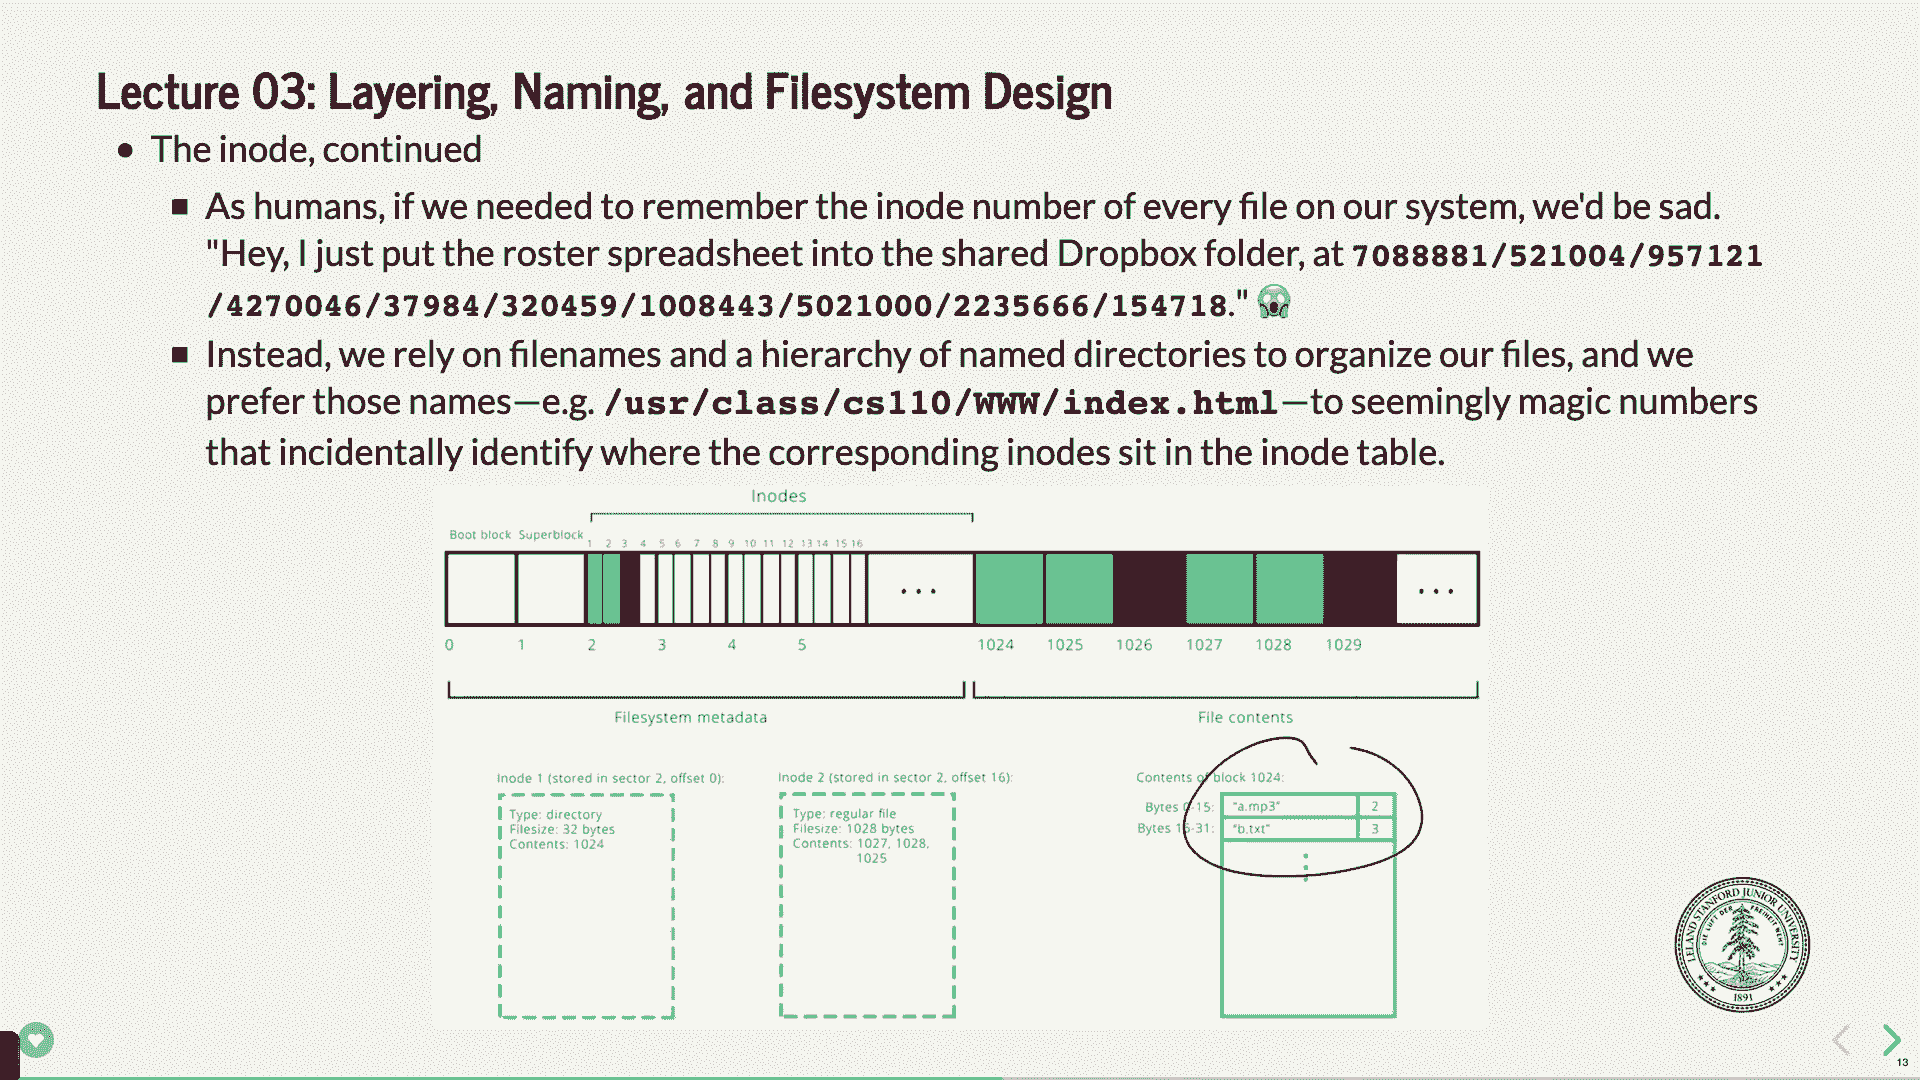 Lecture 03: Layering, Naming, and Filesystem Design
The inode, continued
As humans, if we needed to remember the inode number of every file on our system, we'd be sad.
"Hey, I just put the roster spreadsheet into the shared Dropbox folder, at 7088881/521004/957121
/4270046/37984/320459/1008443/5021000/2235666/154718." 😱
Instead, we rely on filenames and a hierarchy of named directories to organize our files, and we
prefer those names—e.g. /usr/class/cs110/WWW/index.html—to seemingly magic numbers
that incidentally identify where the corresponding inodes sit in the inode table.
Inodes
Boot block Superblock
1 2 3 4 5 6 7 8 9 10 11 12 13 14 15 16
... ...
0 1 2 3 4 5 1024 1025 1026 1027 1028 1029
Filesystem metadata File contents
Inode 1 (stored in sector 2, offset 0):
Type: directory
Filesize: 32 bytes
Contents: 1024
Inode 2 (stored in sector 2, offset 16):
Type: regular file
Filesize: 1028 bytes
Contents: 1027, 1028,
1025
Contents of block 1024:
Bytes 0-15: "a.mp3" 2
Bytes 16-31: "b.txt" 3
LELAND STANFORD JUNIOR UNIVERSITY
DIE LUFT DER FREIHEIT WEHT
1891
13